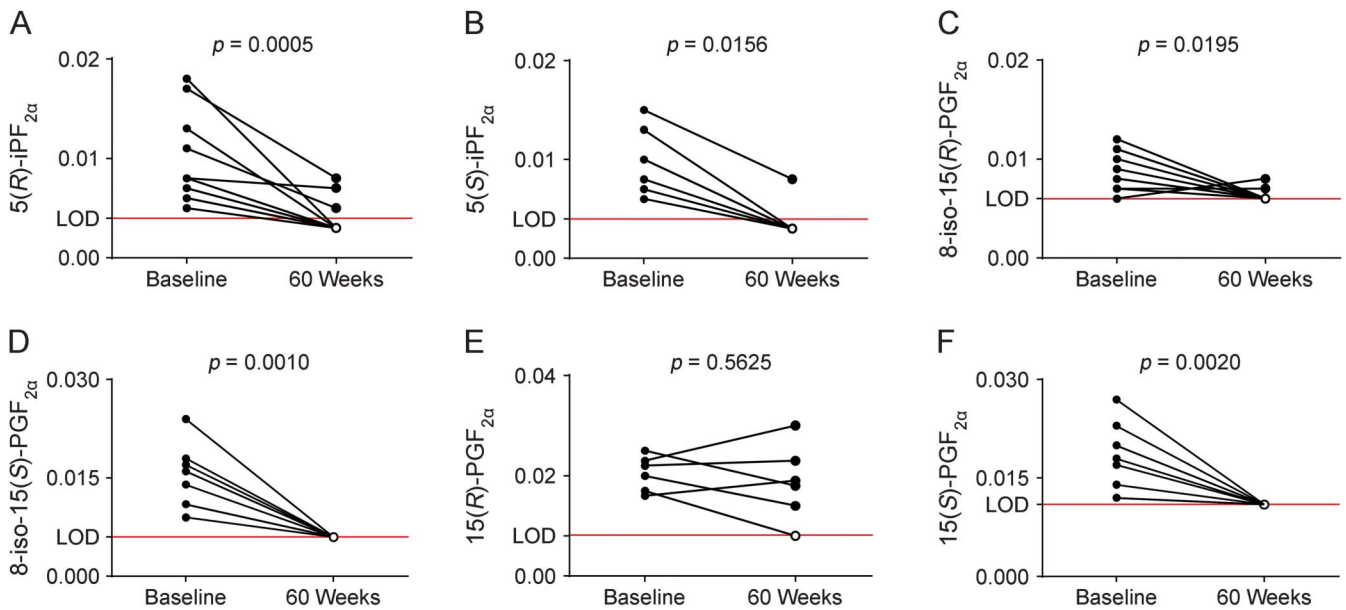 A
p = 0.0005
5(R)-iPF2α
0.02
0.01
LOD
0.00
Baseline 60 Weeks
B
p = 0.0156
5(S)-iPF2α
0.02
0.01
LOD
0.00
Baseline 60 Weeks
C
p = 0.0195
8-iso-15(R)-PGF2α
0.02
0.01
LOD
0.00
Baseline 60 Weeks
D
p = 0.0010
8-iso-15(S)-PGF2α
0.030
0.015
LOD
0.000
Baseline 60 Weeks
E
p = 0.5625
15(R)-PGF2α
0.04
0.02
LOD
0.00
Baseline 60 Weeks
F
p = 0.0020
15(S)-PGF2α
0.030
0.015
LOD
0.000
Baseline 60 Weeks